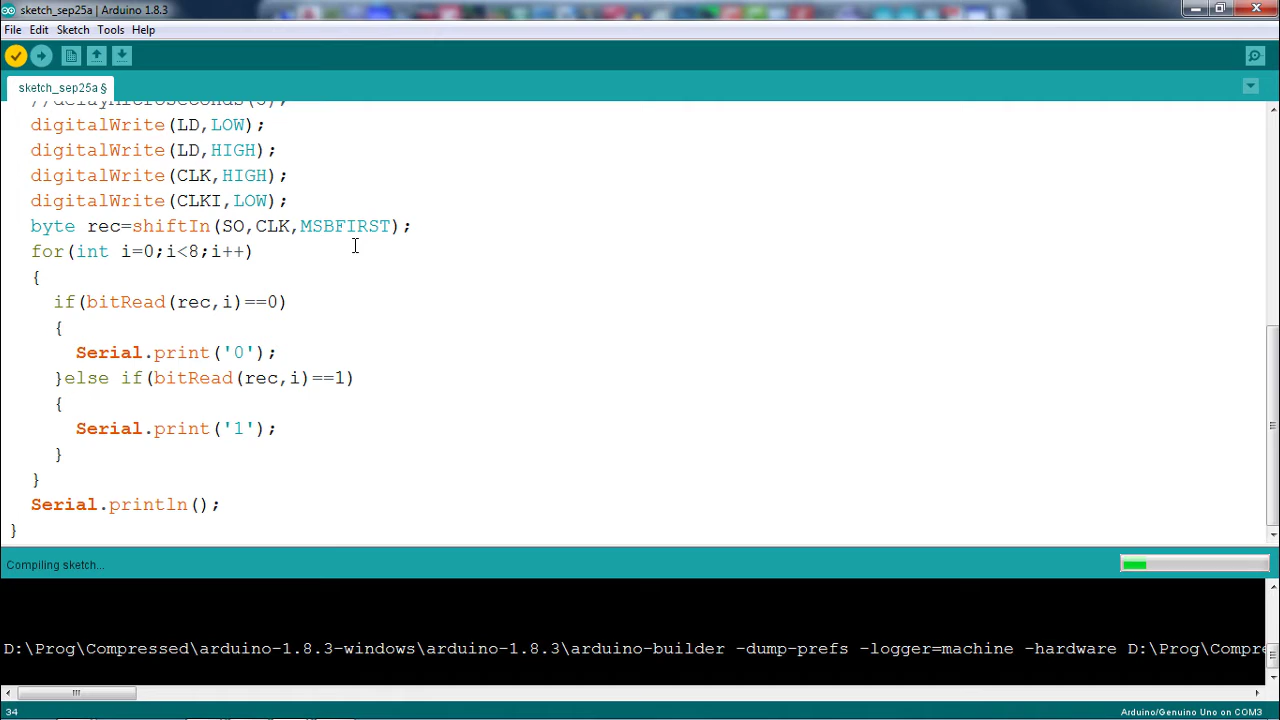 sketch_sep25a | Arduino 1.8.3
File Edit Sketch Tools Help
sketch_sep25a §
//delayMicroseconds(5);
digitalWrite(LD,LOW);
digitalWrite(LD,HIGH);
digitalWrite(CLK,HIGH);
digitalWrite(CLKI,LOW);
byte rec=shiftIn(SO,CLK,MSBFIRST);
for(int i=0;i<8;i++)
{
if(bitRead(rec,i)==0)
{
Serial.print('0');
}else if(bitRead(rec,i)==1)
{
Serial.print('1');
}
}
Serial.println();
}
Compiling sketch...
D:\Prog\Compressed\arduino-1.8.3-windows\arduino-1.8.3\arduino-builder -dump-prefs -logger=machine -hardware D:\Prog\Compre
34
Arduino/Genuino Uno on COM3